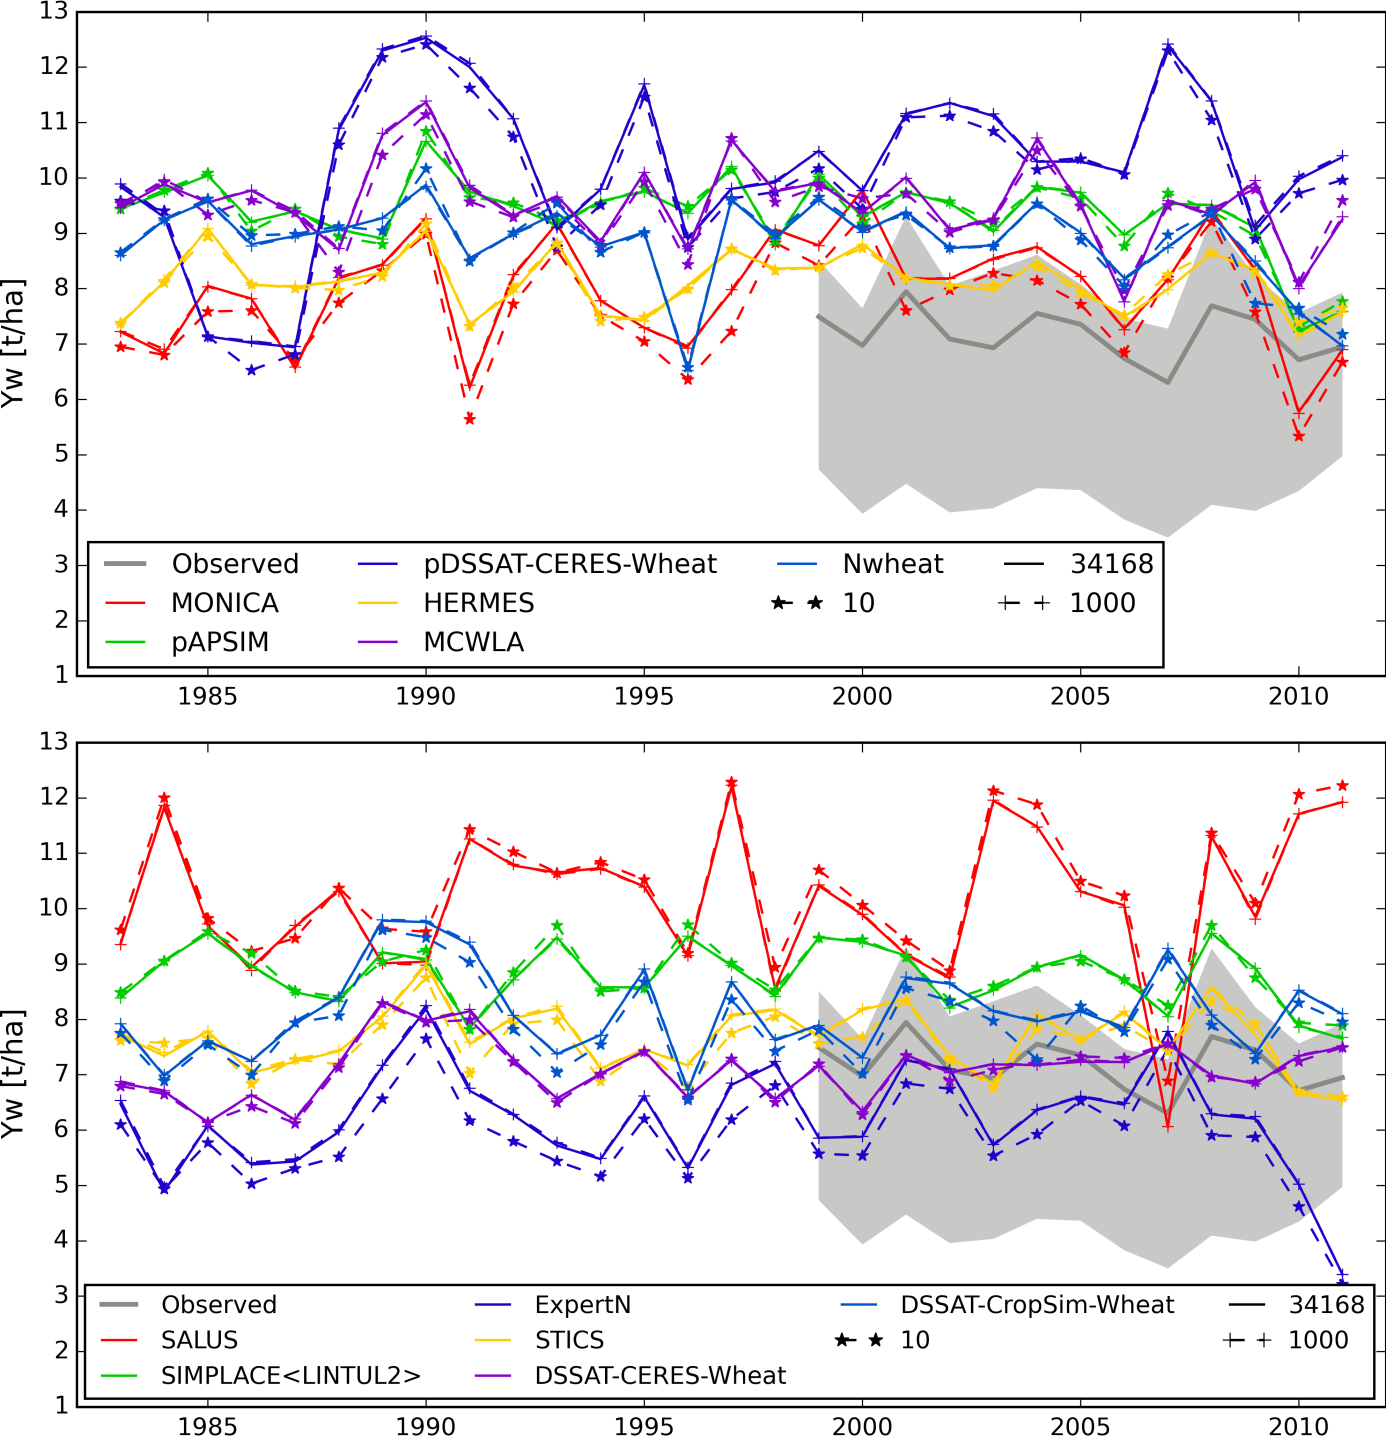 13
12
11
10
9
8
7
6
5
4
3
2
1
Yw [t/ha]
Observed pDSSAT-CERES-Wheat Nwheat 34168
MONICA HERMES 10 1000
pAPSIM MCWLA
1985 1990 1995 2000 2005 2010
13
12
11
10
9
8
7
6
5
4
3
2
1
Yw [t/ha]
Observed ExpertN DSSAT-CropSim-Wheat 34168
SALUS STICS 10 1000
SIMPLACE<LINTUL2> DSSAT-CERES-Wheat
1985 1990 1995 2000 2005 2010